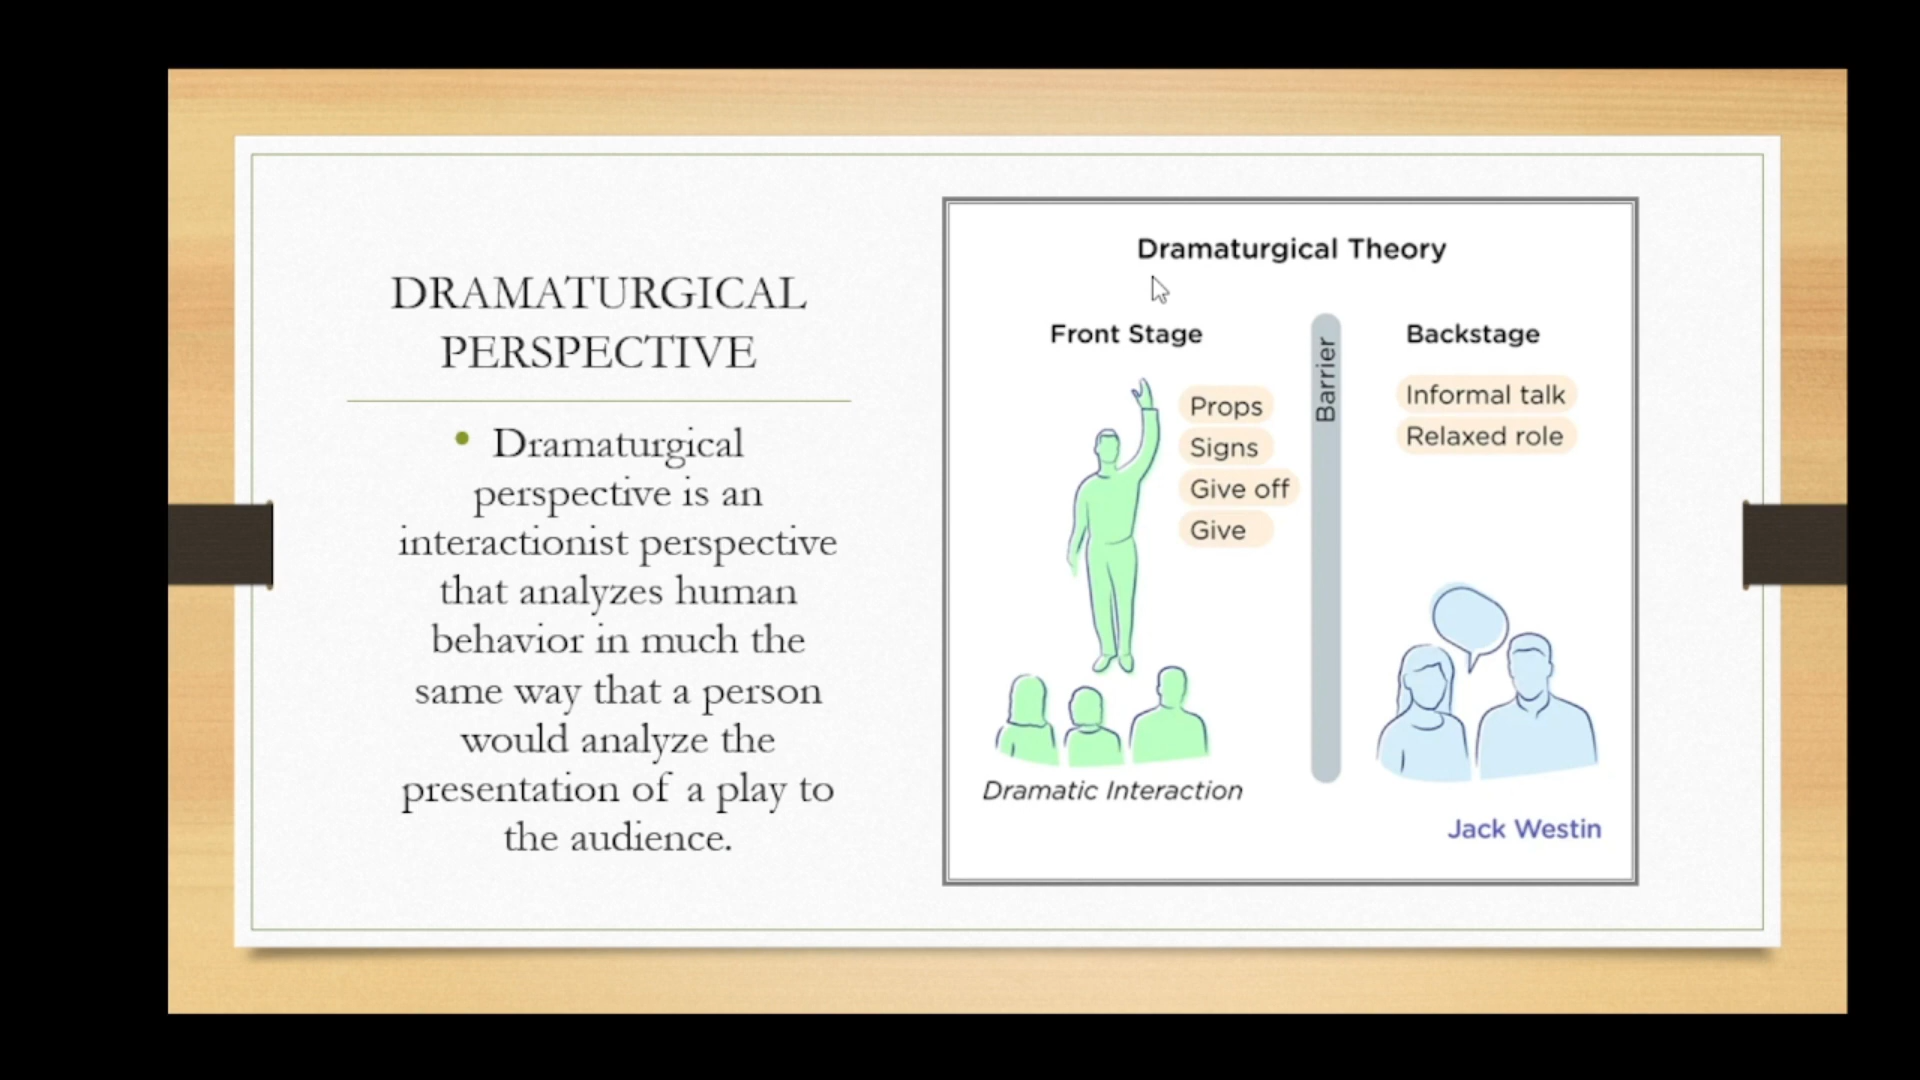 DRAMATURGICAL
PERSPECTIVE
• Dramaturgical
perspective is an
interactionist perspective
that analyzes human
behavior in much the
same way that a person
would analyze the
presentation of a play to
the audience.
Dramaturgical Theory
Front Stage
Props
Signs
Give off
Give
Dramatic Interaction
Barrier
Backstage
Informal talk
Relaxed role
Jack Westin